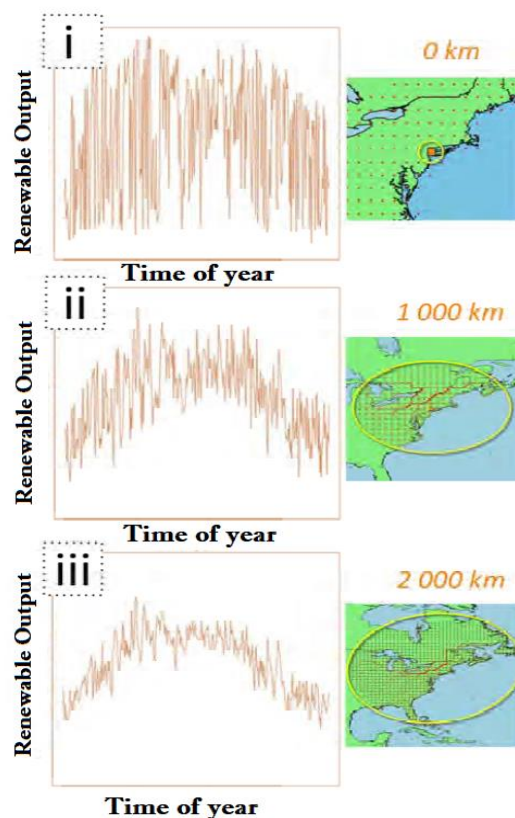 i
0 km
Renewable Output
Time of year
ii
1 000 km
Renewable Output
Time of year
iii
2 000 km
Renewable Output
Time of year